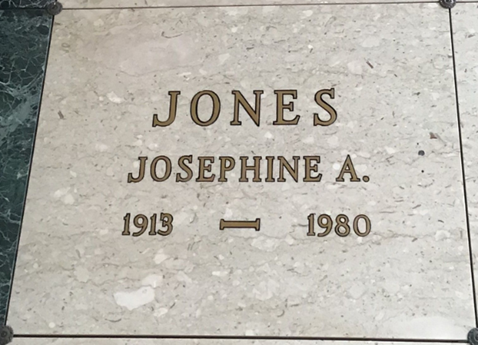 JONES
JOSEPHINE A.
1913 — 1980